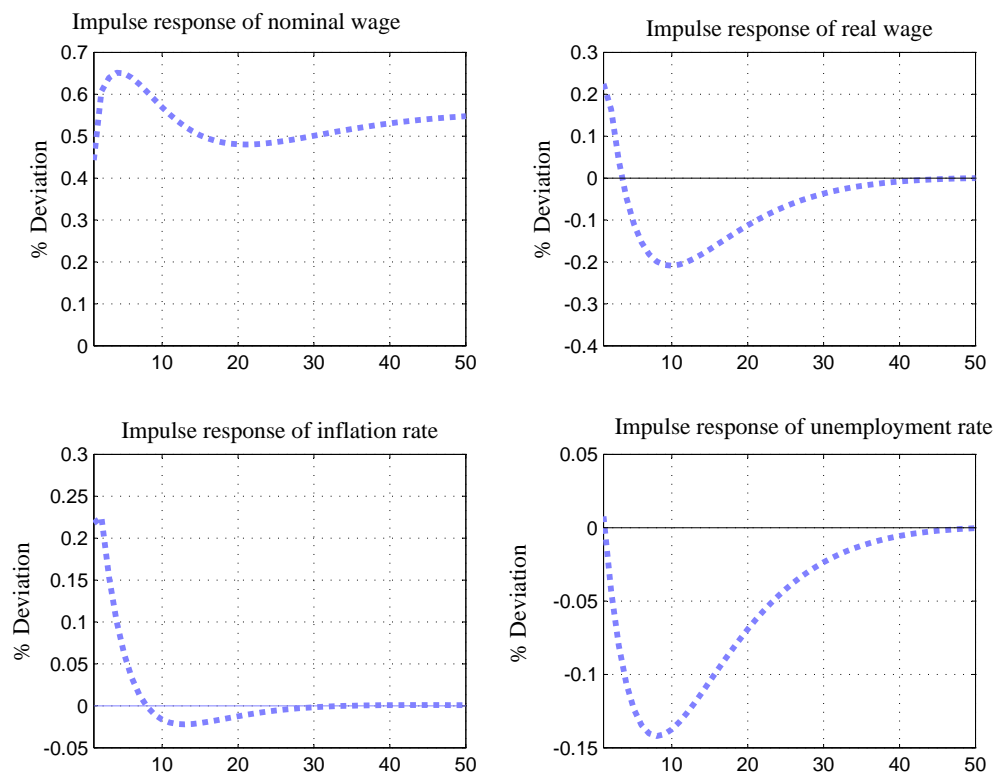 Impulse response of nominal wage
% Deviation
0.7
0.6
0.5
0.4
0.3
0.2
0.1
0
10 20 30 40 50
Impulse response of real wage
% Deviation
0.3
0.2
0.1
0
-0.1
-0.2
-0.3
-0.4
10 20 30 40 50
Impulse response of inflation rate
% Deviation
0.3
0.25
0.2
0.15
0.1
0.05
0
-0.05
10 20 30 40 50
Impulse response of unemployment rate
% Deviation
0.05
0
-0.05
-0.1
-0.15
10 20 30 40 50